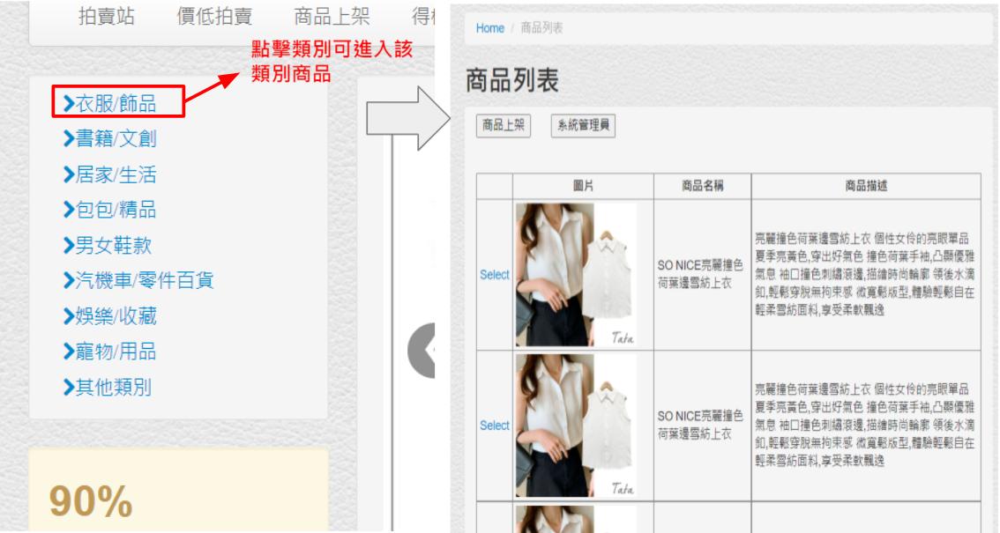 拍賣站 價低拍賣 商品上架
點擊類別可進入該
類別商品
衣服/飾品
書籍/文創
居家/生活
包包/精品
男女鞋款
汽機車/零件百貨
娛樂/收藏
寵物/用品
其他類別
90%
Home / 商品列表
商品列表
商品上架 系統管理員
圖片 商品名稱 商品描述
Select
SO NICE亮麗撞色
荷葉邊雪紡上衣
亮麗撞色荷葉邊雪紡上衣 個性女伶的亮眼單品
夏季亮黃色,穿出好氣色 撞色荷葉手袖,凸顯優雅
氣息 袖口撞色刺繡滾邊,描繪時尚輪廓 領後水滴
釦,輕鬆穿脫無拘束感 微寬鬆版型,體驗輕鬆自在
輕柔雪紡面料,享受柔軟飄逸
Tata
Select
SO NICE亮麗撞色
荷葉邊雪紡上衣
亮麗撞色荷葉邊雪紡上衣 個性女伶的亮眼單品
夏季亮黃色,穿出好氣色 撞色荷葉手袖,凸顯優雅
氣息 袖口撞色刺繡滾邊,描繪時尚輪廓 領後水滴
釦,輕鬆穿脫無拘束感 微寬鬆版型,體驗輕鬆自在
輕柔雪紡面料,享受柔軟飄逸
Tata